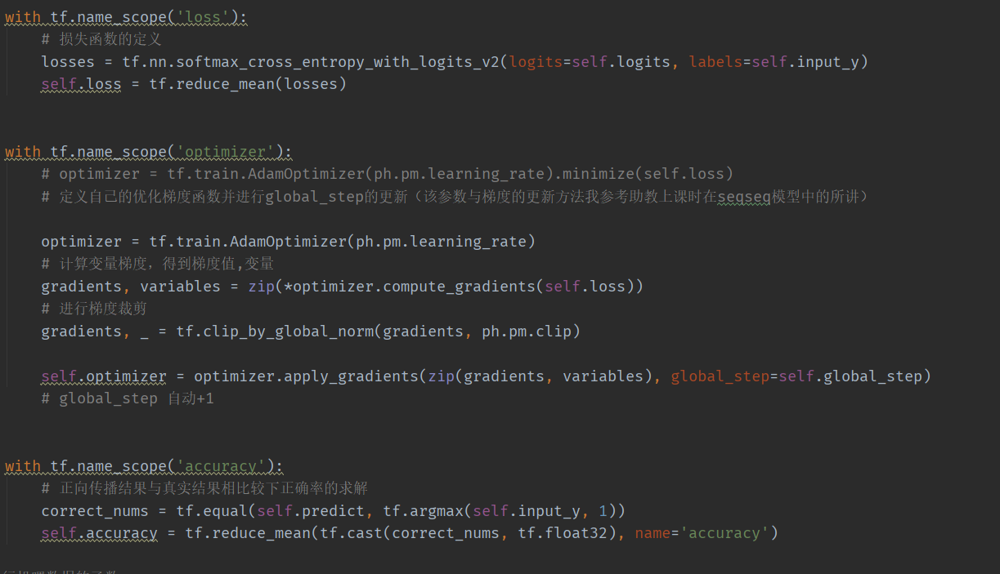 with tf.name_scope('loss'):
    # 损失函数的定义
    losses = tf.nn.softmax_cross_entropy_with_logits_v2(logits=self.logits, labels=self.input_y)
    self.loss = tf.reduce_mean(losses)
with tf.name_scope('optimizer'):
    # optimizer = tf.train.AdamOptimizer(ph.pm.learning_rate).minimize(self.loss)
    # 定义自己的优化梯度函数并进行global_step的更新（该参数与梯度的更新方法我参考助教上课时在seqseq模型中的所讲）
    optimizer = tf.train.AdamOptimizer(ph.pm.learning_rate)
    # 计算变量梯度，得到梯度值,变量
    gradients, variables = zip(*optimizer.compute_gradients(self.loss))
    # 进行梯度裁剪
    gradients, _ = tf.clip_by_global_norm(gradients, ph.pm.clip)
    self.optimizer = optimizer.apply_gradients(zip(gradients, variables), global_step=self.global_step)
    # global_step 自动+1
with tf.name_scope('accuracy'):
    # 正向传播结果与真实结果相比较下正确率的求解
    correct_nums = tf.equal(self.predict, tf.argmax(self.input_y, 1))
    self.accuracy = tf.reduce_mean(tf.cast(correct_nums, tf.float32), name='accuracy')